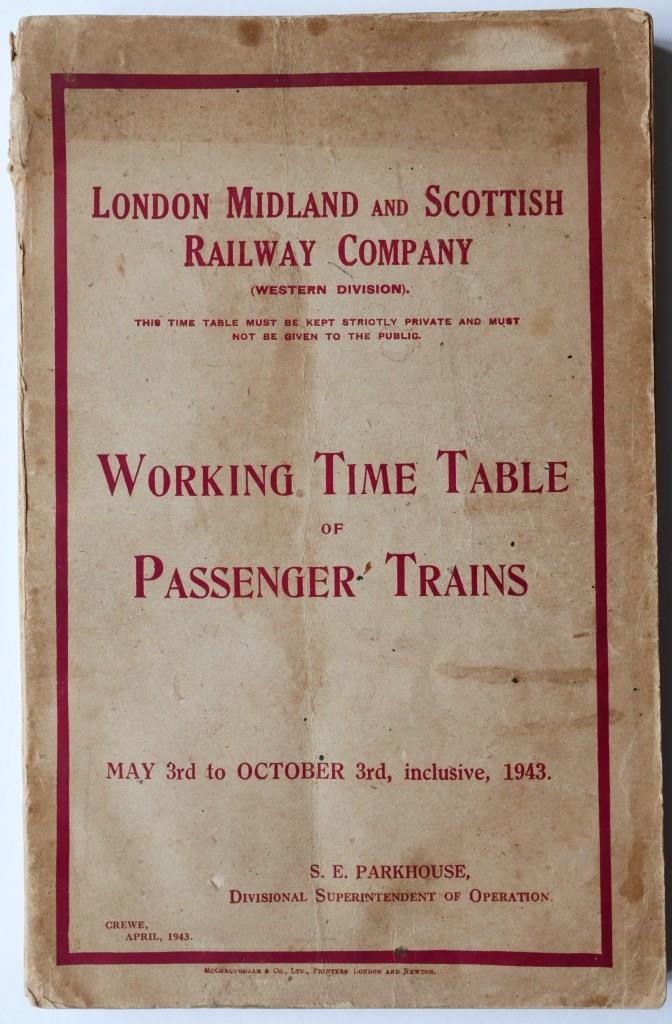 LONDON MIDLAND AND SCOTTISH
RAILWAY COMPANY
(WESTERN DIVISION).
THIS TIME TABLE MUST BE KEPT STRICTLY PRIVATE AND MUST
NOT BE GIVEN TO THE PUBLIC.
WORKING TIME TABLE
OF
PASSENGER TRAINS
MAY 3rd to OCTOBER 3rd, inclusive, 1943.
S. E. PARKHOUSE,
DIVISIONAL SUPERINTENDENT OF OPERATION.
CREWE,
APRIL, 1943.
MCCORQUODALE & CO., LTD., PRINTERS LONDON AND NEWTON.